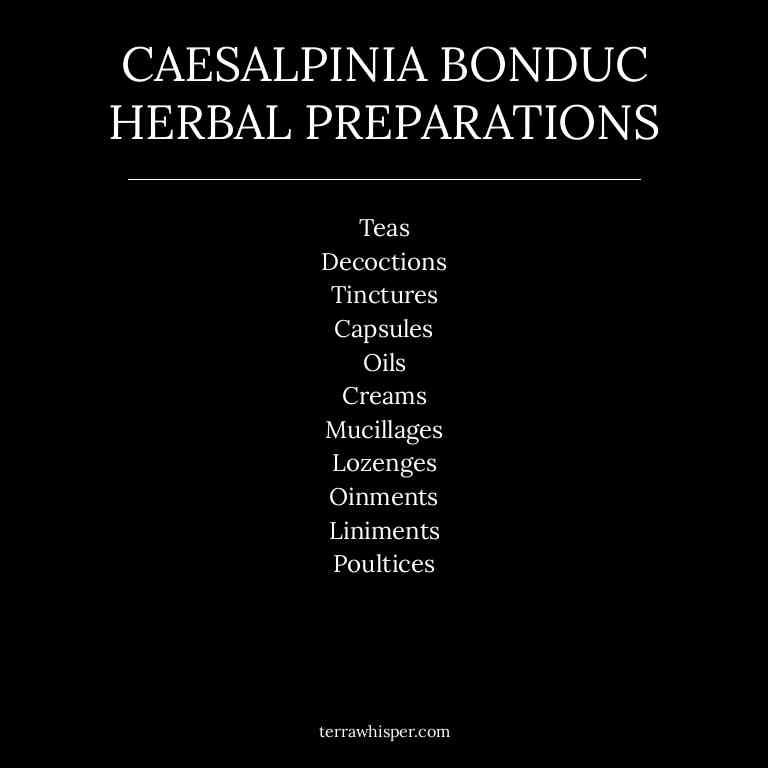 CAESALPINIA BONDUC
HERBAL PREPARATIONS
Teas
Decoctions
Tinctures
Capsules
Oils
Creams
Mucillages
Lozenges
Oinments
Liniments
Poultices
terrawhisper.com